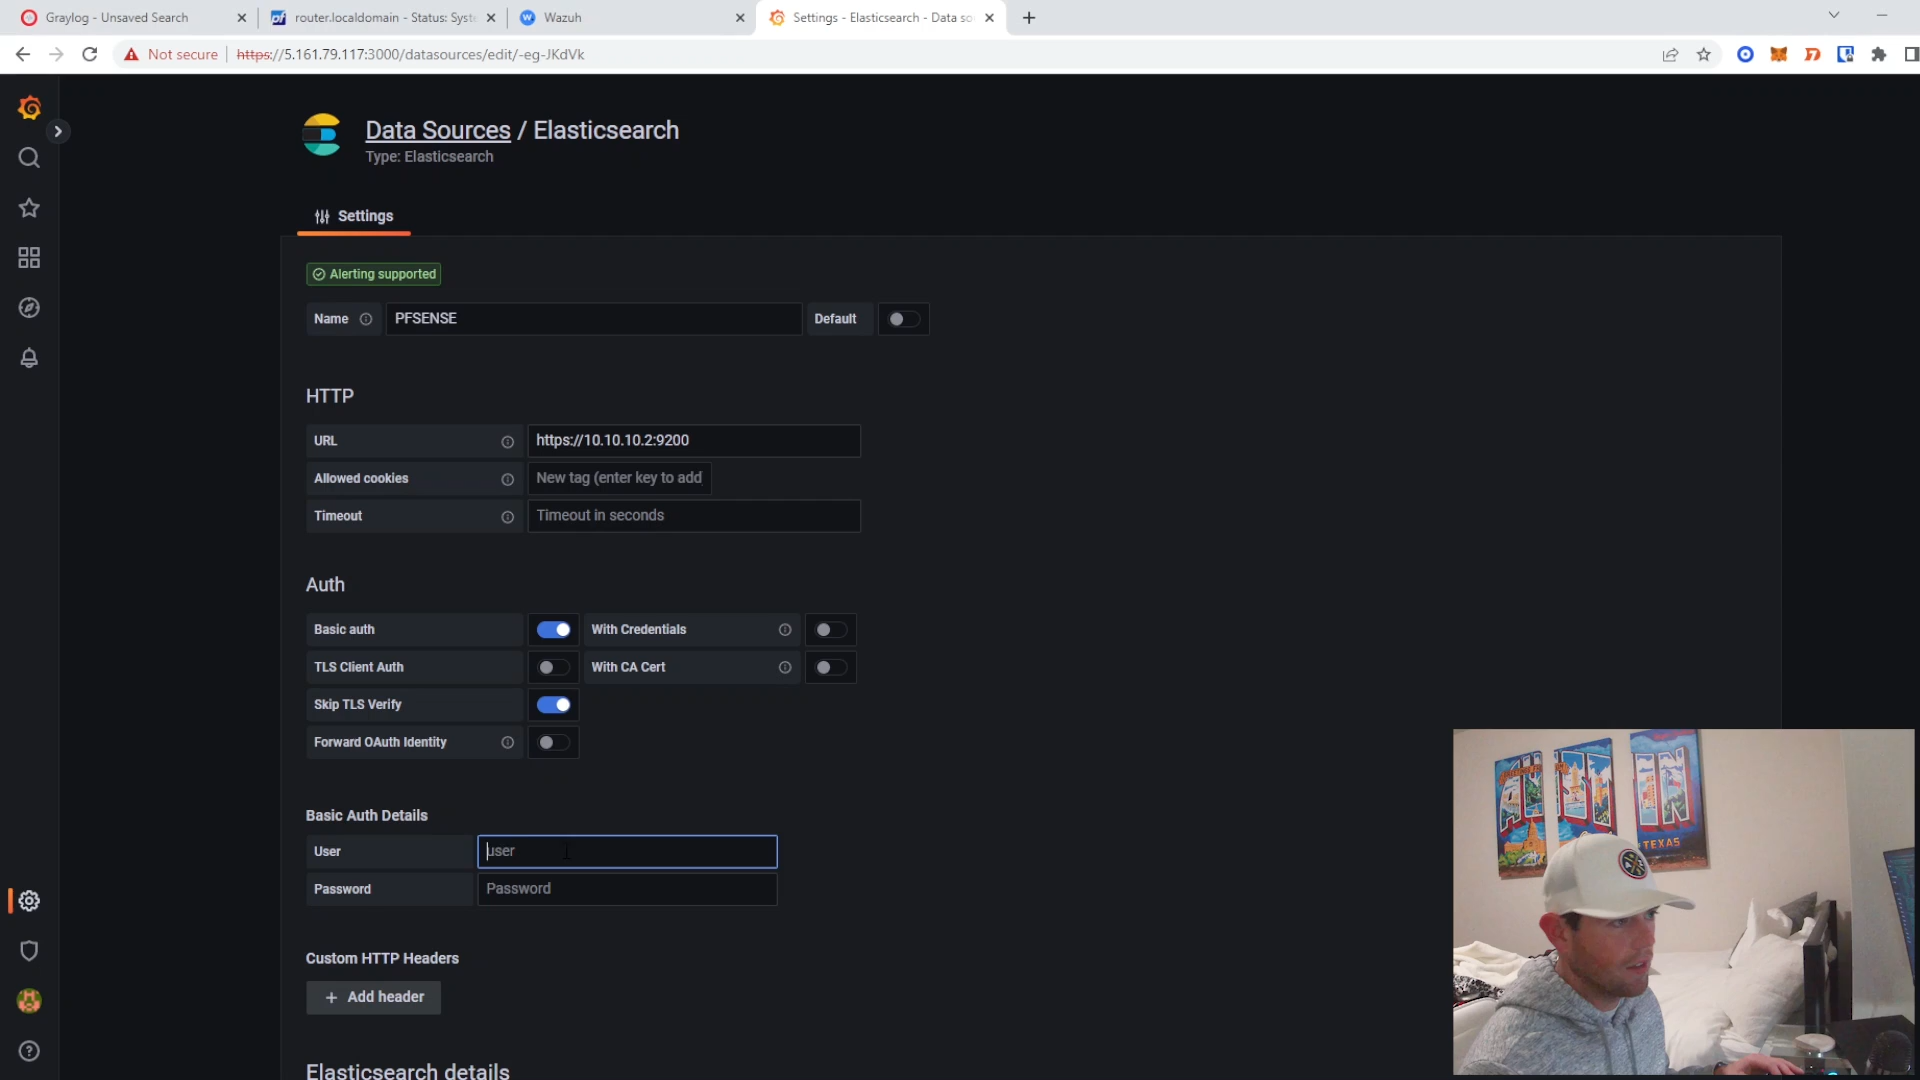 Graylog - Unsaved Search
router.localdomain - Status: Syst
Wazuh
Settings - Elasticsearch - Data so
Not secure
https://5.161.79.117:3000/datasources/edit/-eg-JKdVk
Data Sources / Elasticsearch
Type: Elasticsearch
Settings
Alerting supported
Name PFSENSE Default
HTTP
URL https://10.10.10.2:9200
Allowed cookies New tag (enter key to add
Timeout Timeout in seconds
Auth
Basic auth With Credentials
TLS Client Auth With CA Cert
Skip TLS Verify
Forward OAuth Identity
Basic Auth Details
User user
Password Password
Custom HTTP Headers
+ Add header
Elasticsearch details
AUSTIN
TEXAS